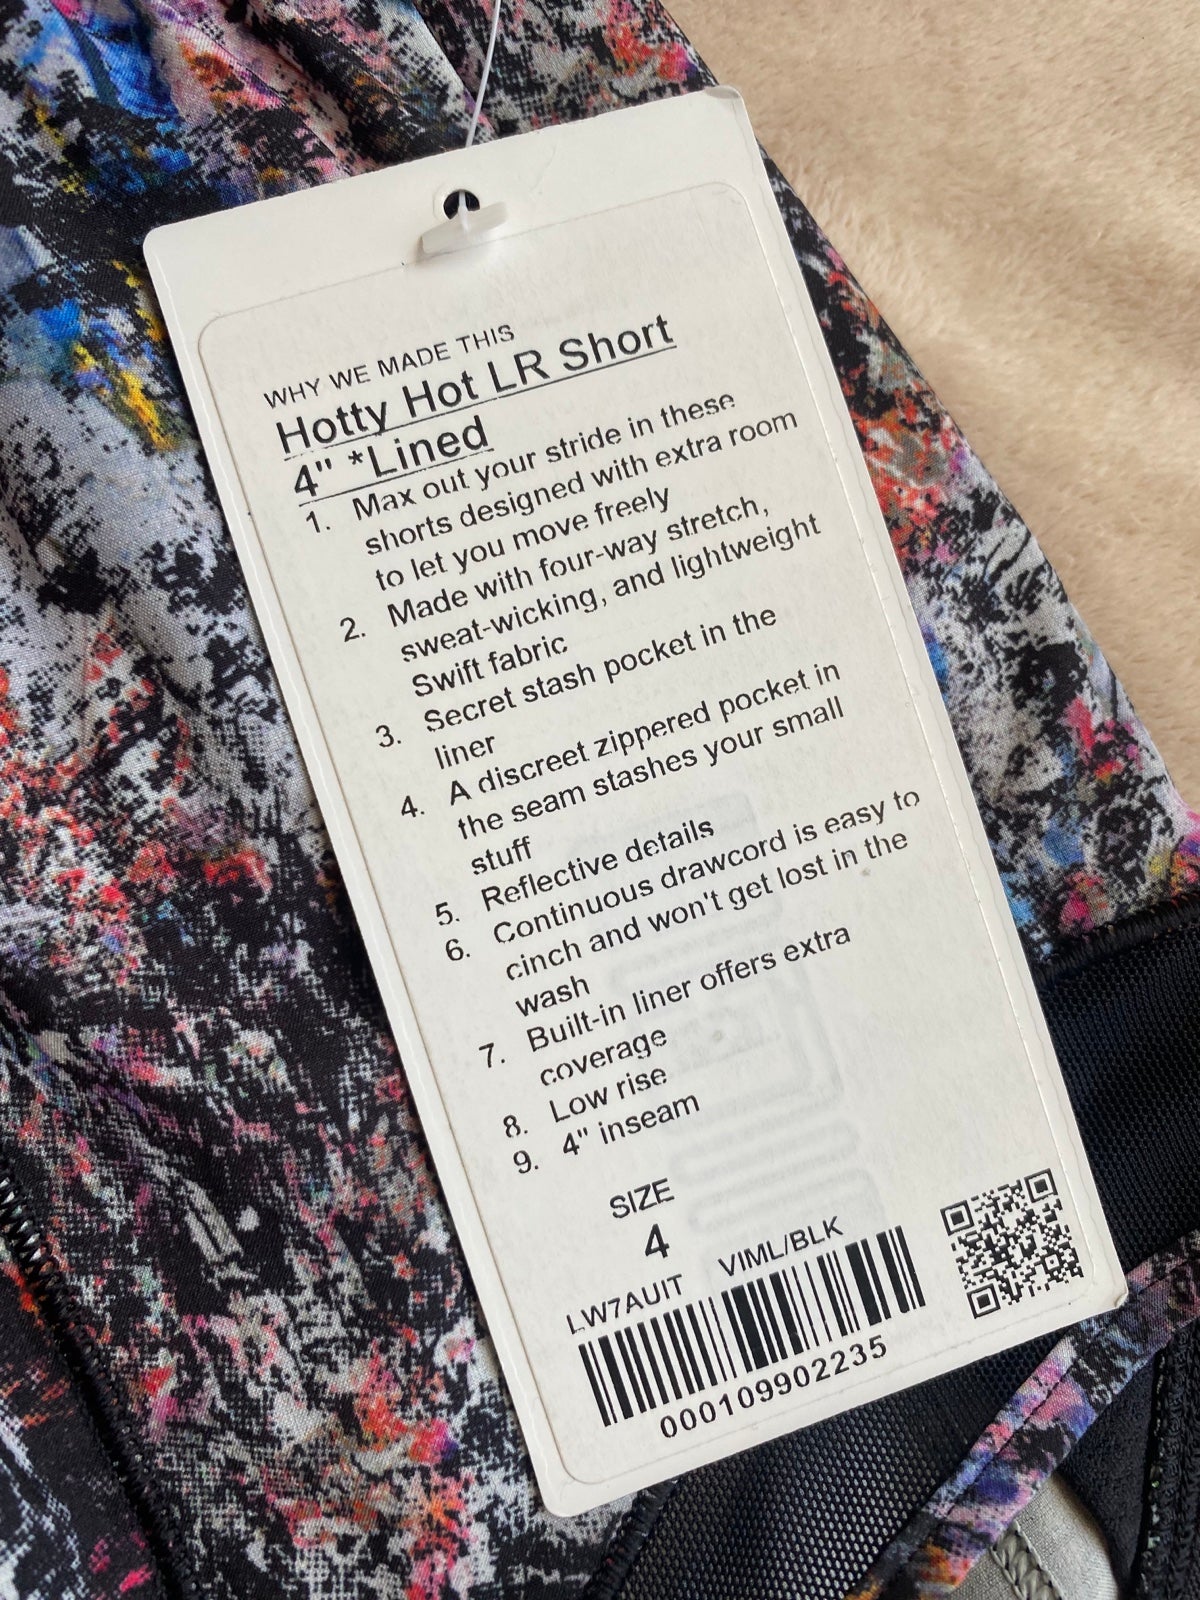 WHY WE MADE THIS
Hotty Hot LR Short
4" *Lined
1. Max out your stride in these
shorts designed with extra room
to let you move freely
2. Made with four-way stretch,
sweat-wicking, and lightweight
Swift fabric
3. Secret stash pocket in the
liner
4. A discreet zippered pocket in
the seam stashes your small
stuff
5. Reflective details
6. Continuous drawcord is easy to
cinch and won't get lost in the
wash
7. Built-in liner offers extra
coverage
8. Low rise
9. 4" inseam
SIZE
4
LW7AUIT VIML/BLK
000109902235